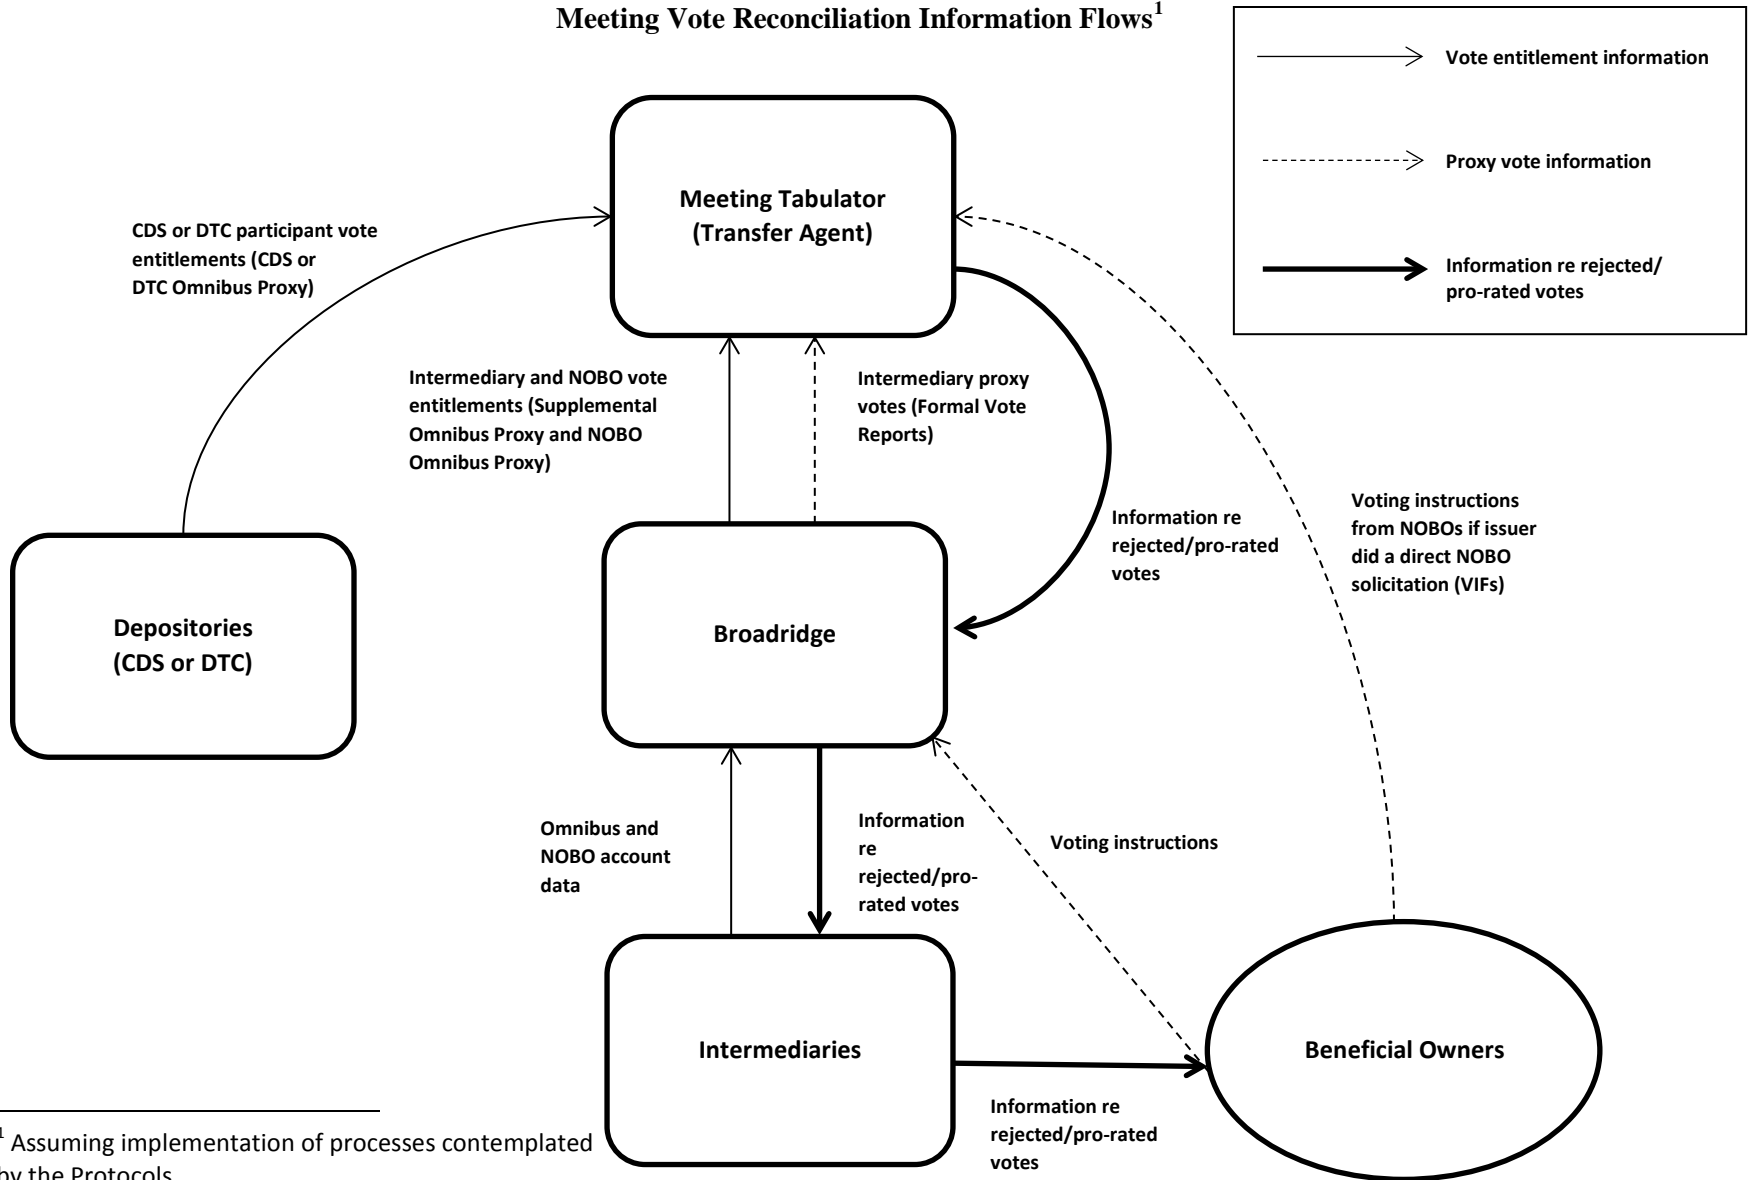 Meeting Vote Reconciliation Information Flows1
Vote entitlement information
Proxy vote information
Information re rejected/
pro-rated votes
Meeting Tabulator
(Transfer Agent)
CDS or DTC participant vote
entitlements (CDS or
DTC Omnibus Proxy)
Intermediary and NOBO vote
entitlements (Supplemental
Omnibus Proxy and NOBO
Omnibus Proxy)
Intermediary proxy
votes (Formal Vote
Reports)
Information re
rejected/pro-rated
votes
Voting instructions
from NOBOs if issuer
did a direct NOBO
solicitation (VIFs)
Depositories
(CDS or DTC)
Broadridge
Omnibus and
NOBO account
data
Information
re
rejected/pro-
rated votes
Voting instructions
Intermediaries
Beneficial Owners
Information re
rejected/pro-rated
votes
1 Assuming implementation of processes contemplated
by the Protocols